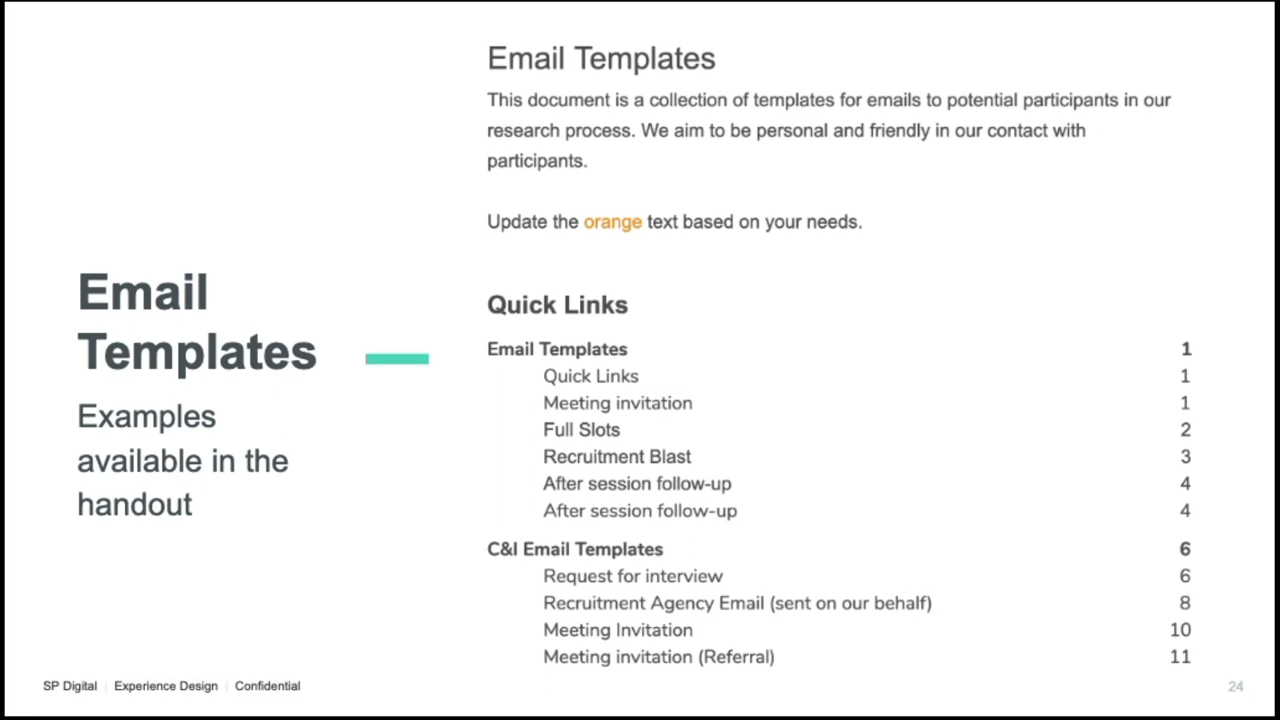 Email
Templates
Examples
available in the
handout
Email Templates
This document is a collection of templates for emails to potential participants in our
research process. We aim to be personal and friendly in our contact with
participants.
Update the orange text based on your needs.
Quick Links
Email Templates 1
Quick Links 1
Meeting invitation 1
Full Slots 2
Recruitment Blast 3
After session follow-up 4
After session follow-up 4
C&I Email Templates 6
Request for interview 6
Recruitment Agency Email (sent on our behalf) 8
Meeting Invitation 10
Meeting invitation (Referral) 11
SP Digital | Experience Design | Confidential 24